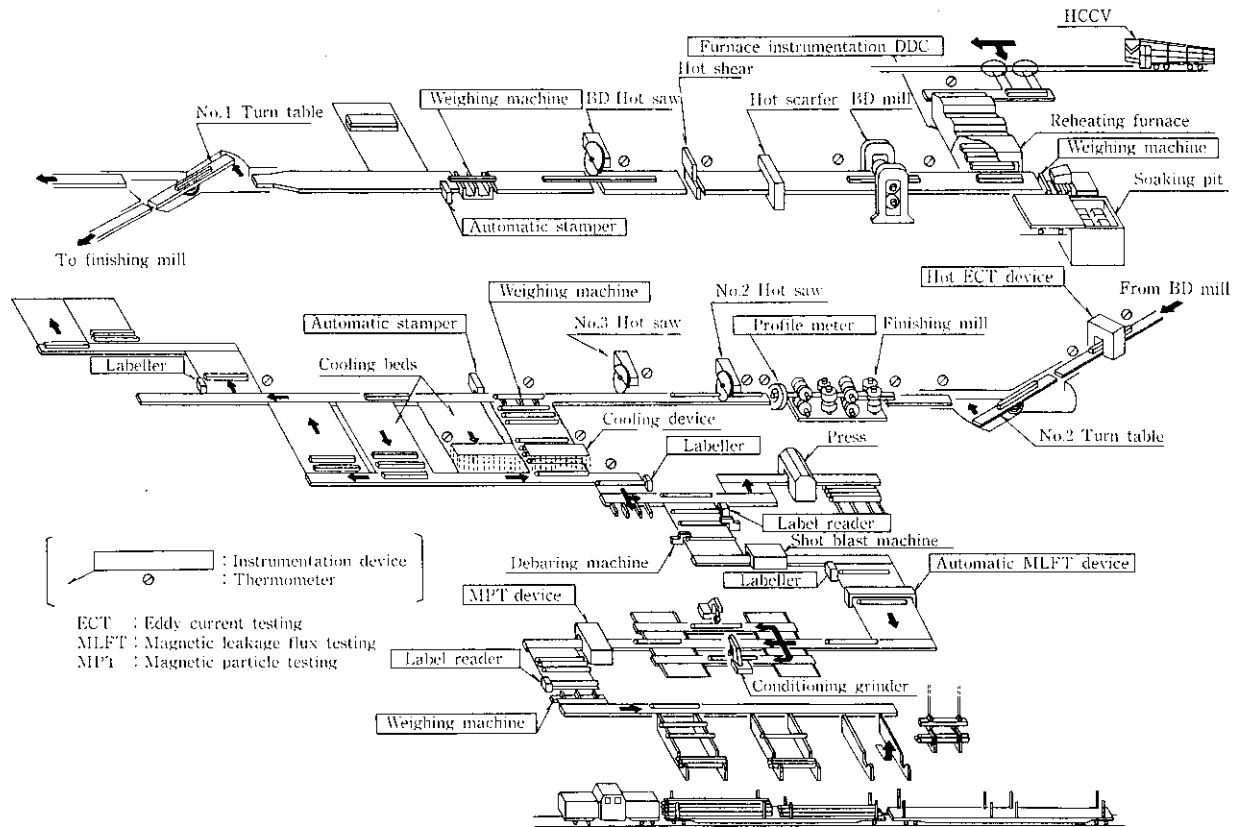 HCCV
Furnace instrumentation DDC
Hot shear
Weighing machine
BD Hot saw
Hot scarfer
BD mill
No.1 Turn table
Reheating furnace
Weighing machine
Soaking pit
Automatic stamper
To finishing mill
Hot ECT device
From BD mill
Weighing machine
No.2 Hot saw
Automatic stamper
No.3 Hot saw
Profile meter
Finishing mill
Labeller
Cooling beds
Cooling device
No.2 Turn table
Labeller
Press
Label reader
Shot blast machine
Debaring machine
Labeller
Automatic MLFT device
: Instrumentation device
: Thermometer
MPT device
ECT : Eddy current testing
MLFT : Magnetic leakage flux testing
MPT : Magnetic particle testing
Label reader
Conditioning grinder
Weighing machine